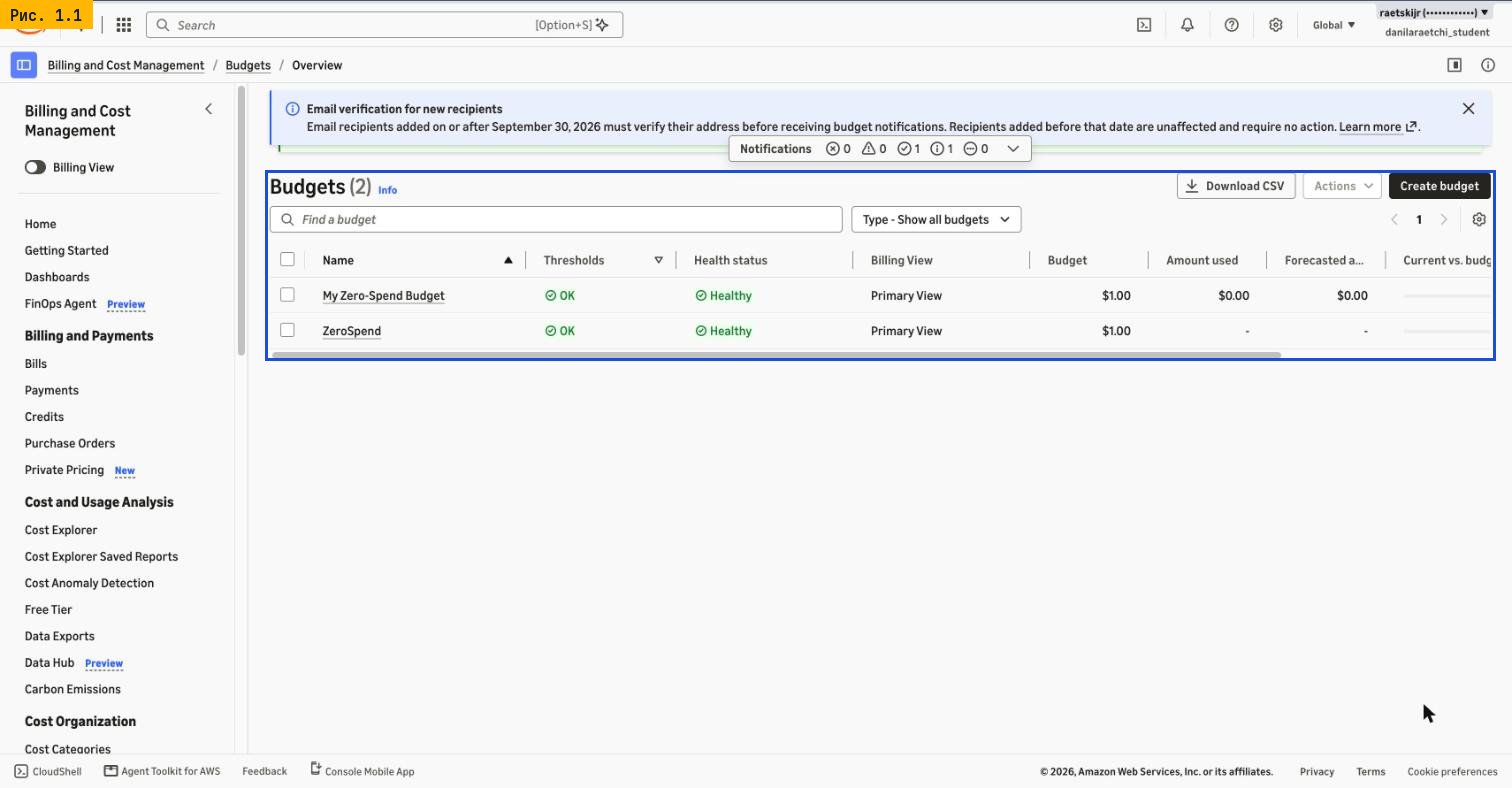 Рис. 1.1
Search
[Option+S]
Global
raetskijr (••••••••••••)
danilaraetchi_student
Billing and Cost Management / Budgets / Overview
Billing and Cost Management
Billing View
Home
Getting Started
Dashboards
FinOps Agent Preview
Billing and Payments
Bills
Payments
Credits
Purchase Orders
Private Pricing New
Cost and Usage Analysis
Cost Explorer
Cost Explorer Saved Reports
Cost Anomaly Detection
Free Tier
Data Exports
Data Hub Preview
Carbon Emissions
Cost Organization
Cost Categories
Email verification for new recipients
Email recipients added on or after September 30, 2026 must verify their address before receiving budget notifications. Recipients added before that date are unaffected and require no action. Learn more.
Notifications 0 0 1 1 0
Budgets (2) Info
Download CSV
Actions
Create budget
Find a budget
Type - Show all budgets
1
Name Thresholds Health status Billing View Budget Amount used Forecasted a... Current vs. budg
My Zero-Spend Budget OK Healthy Primary View $1.00 $0.00 $0.00
ZeroSpend OK Healthy Primary View $1.00 - -
CloudShell
Agent Toolkit for AWS
Feedback
Console Mobile App
© 2026, Amazon Web Services, Inc. or its affiliates.
Privacy
Terms
Cookie preferences